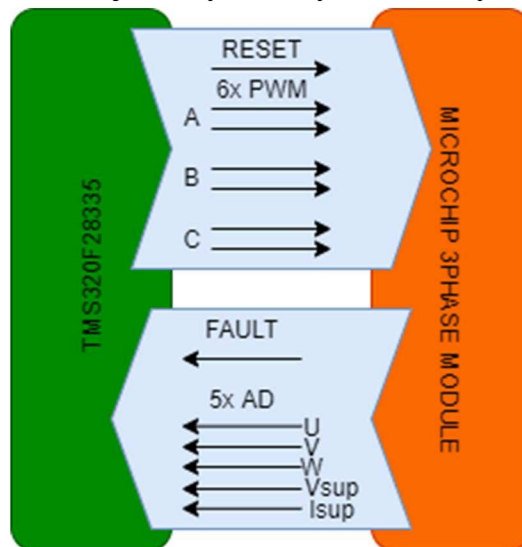 RESET
6x PWM
A
B
C
TMS320F28335
MICROCHIP 3PHASE MODULE
FAULT
5x AD
U
V
W
Vsup
Isup